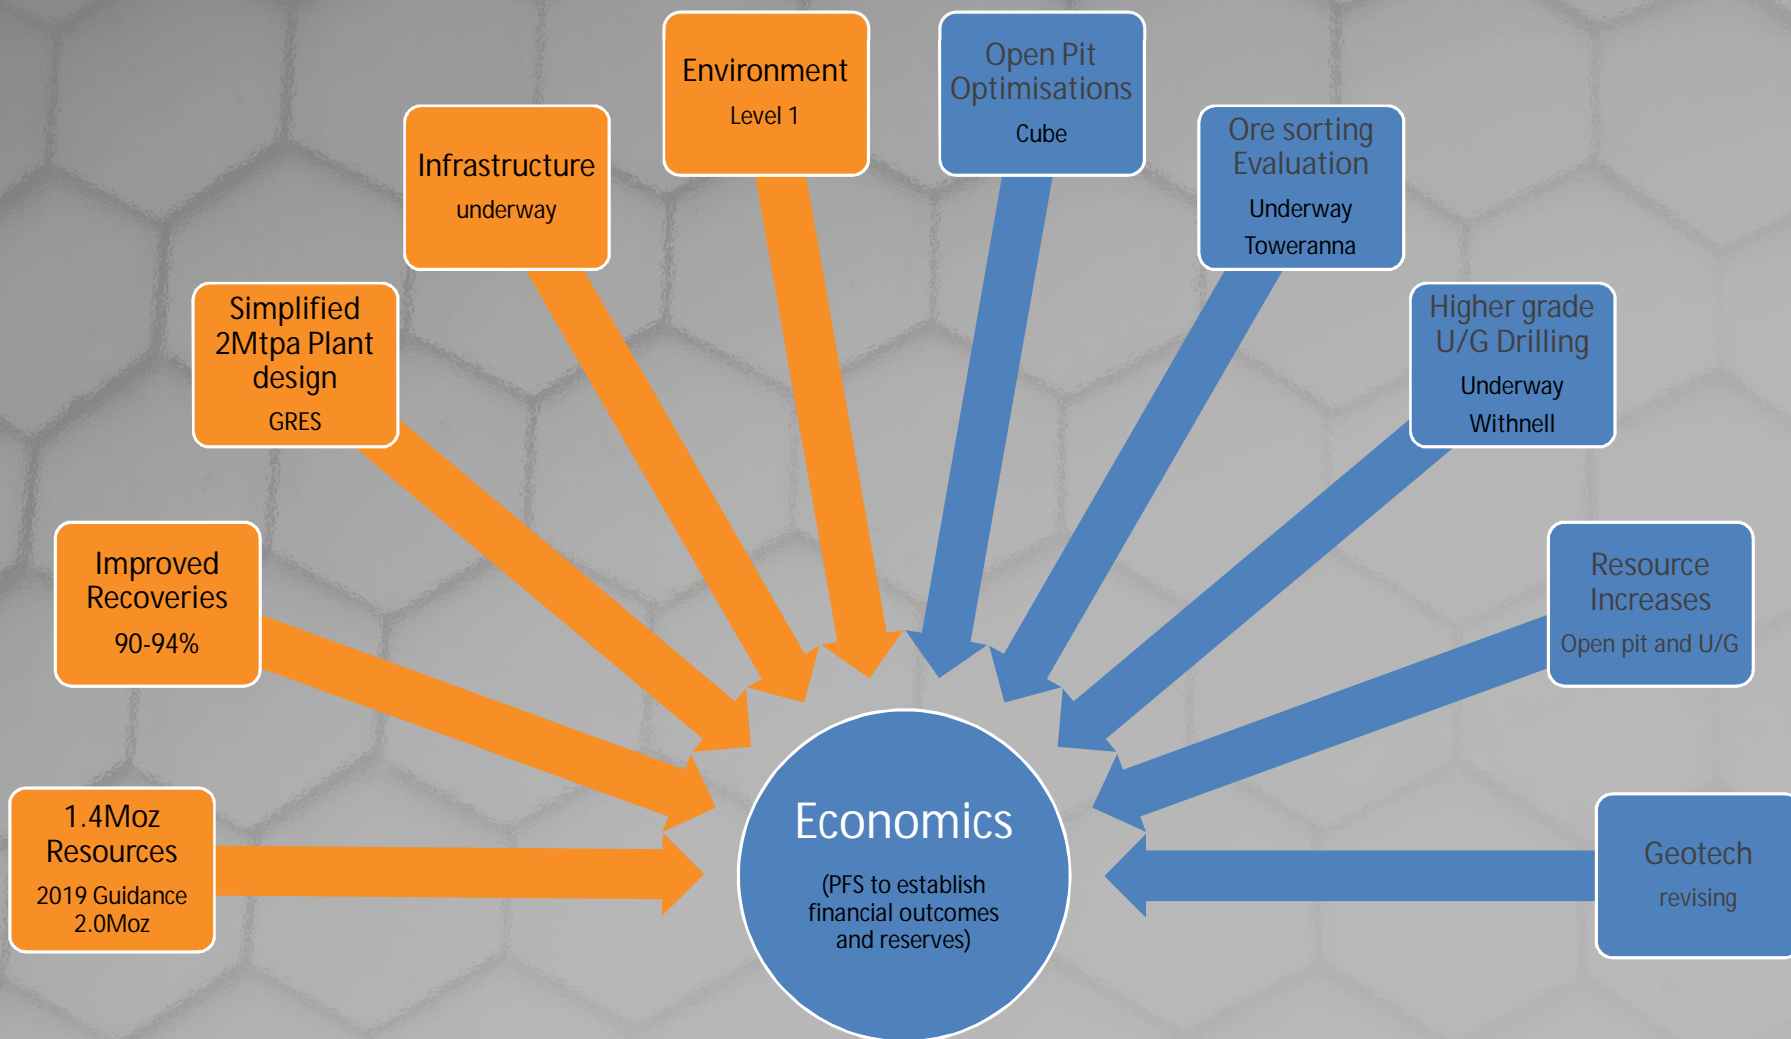 Environment
Level 1
Open Pit
Optimisations
Cube
Infrastructure
underway
Ore sorting
Evaluation
Underway
Toweranna
Simplified
2Mtpa Plant
design
GRES
Higher grade
U/G Drilling
Underway
Withnell
Improved
Recoveries
90-94%
Resource
Increases
Open pit and U/G
1.4Moz
Resources
2019 Guidance
2.0Moz
Economics
(PFS to establish
financial outcomes
and reserves)
Geotech
revising